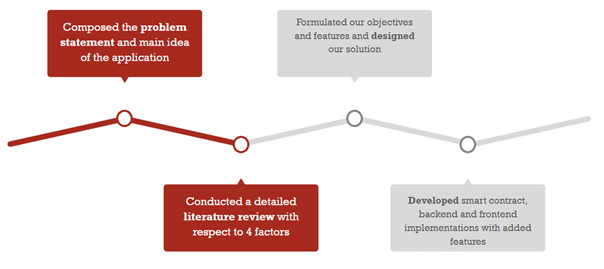 Composed the problem
statement and main idea
of the application
Conducted a detailed
literature review with
respect to 4 factors
Formulated our objectives
and features and designed
our solution
Developed smart contract,
backend and frontend
implementations with added
features